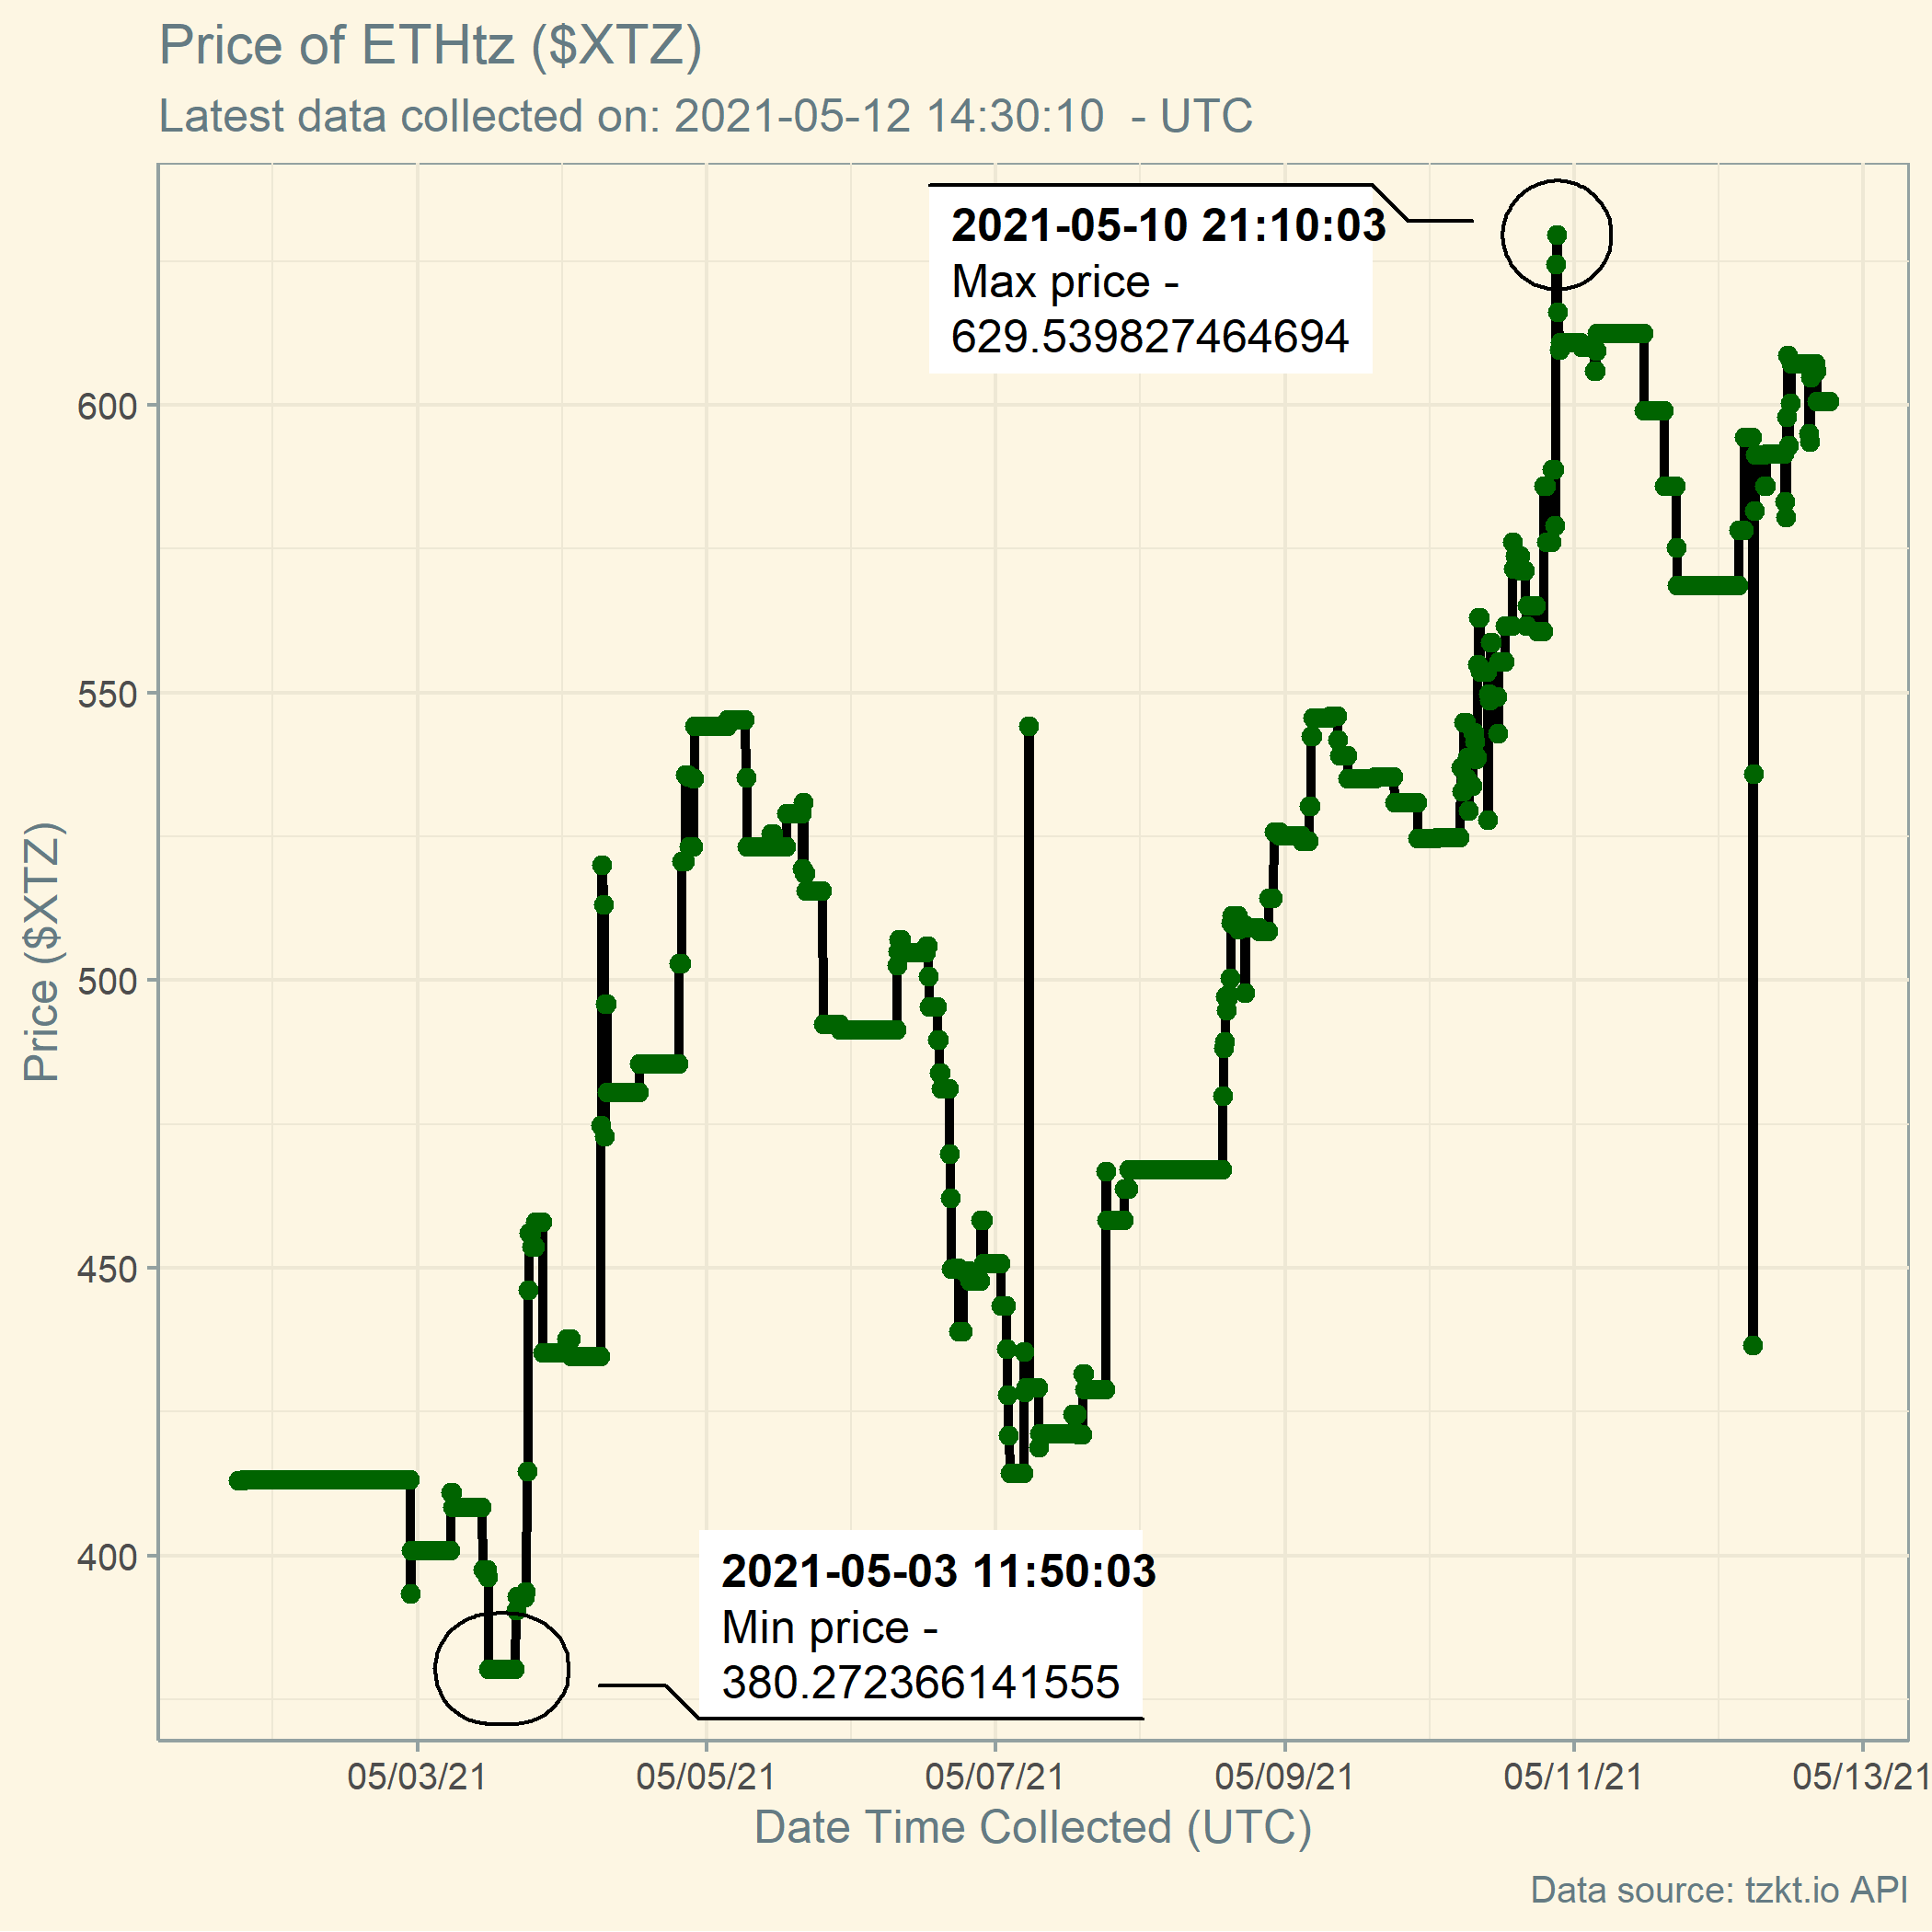 Price of ETHtz ($XTZ)
Latest data collected on: 2021-05-12 14:30:10  - UTC
2021-05-10 21:10:03
Max price -
629.539827464694
600
550
500
450
400
Price ($XTZ)
2021-05-03 11:50:03
Min price -
380.272366141555
05/03/21
05/05/21
05/07/21
05/09/21
05/11/21
05/13/21
Date Time Collected (UTC)
Data source: tzkt.io API